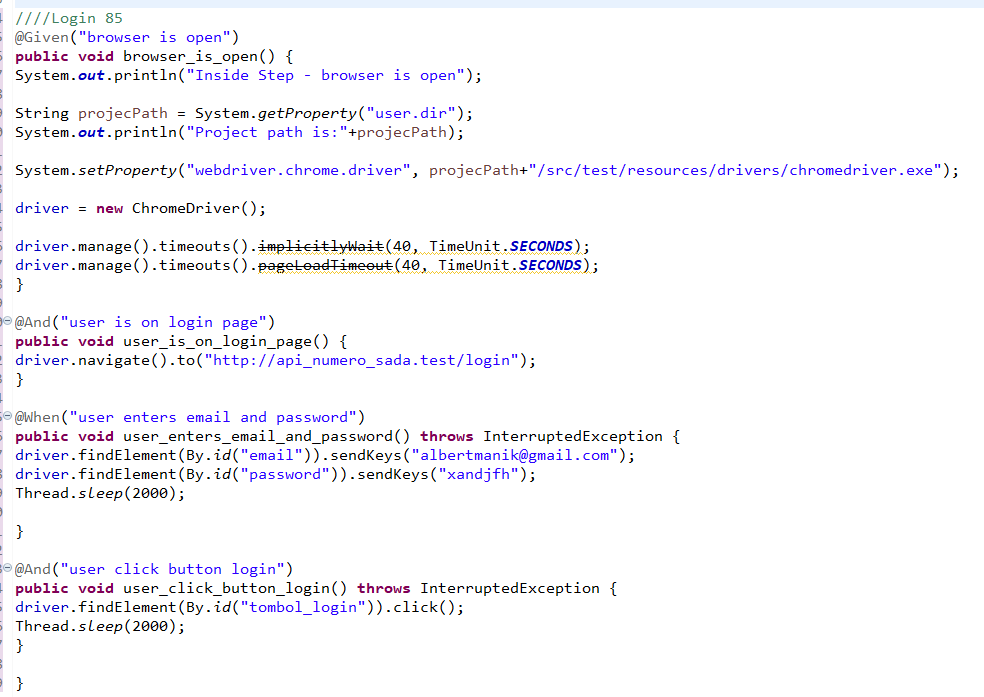 ////Login 85
@Given("browser is open")
public void browser_is_open() {
System.out.println("Inside Step - browser is open");
String projecPath = System.getProperty("user.dir");
System.out.println("Project path is:"+projecPath);
System.setProperty("webdriver.chrome.driver", projecPath+"/src/test/resources/drivers/chromedriver.exe");
driver = new ChromeDriver();
driver.manage().timeouts().implicitlyWait(40, TimeUnit.SECONDS);
driver.manage().timeouts().pageLoadTimeout(40, TimeUnit.SECONDS);
}
@And("user is on login page")
public void user_is_on_login_page() {
driver.navigate().to("http://api_numero_sada.test/login");
}
@When("user enters email and password")
public void user_enters_email_and_password() throws InterruptedException {
driver.findElement(By.id("email")).sendKeys("albertmanik@gmail.com");
driver.findElement(By.id("password")).sendKeys("xandjfh");
Thread.sleep(2000);
}
@And("user click button login")
public void user_click_button_login() throws InterruptedException {
driver.findElement(By.id("tombol_login")).click();
Thread.sleep(2000);
}
}